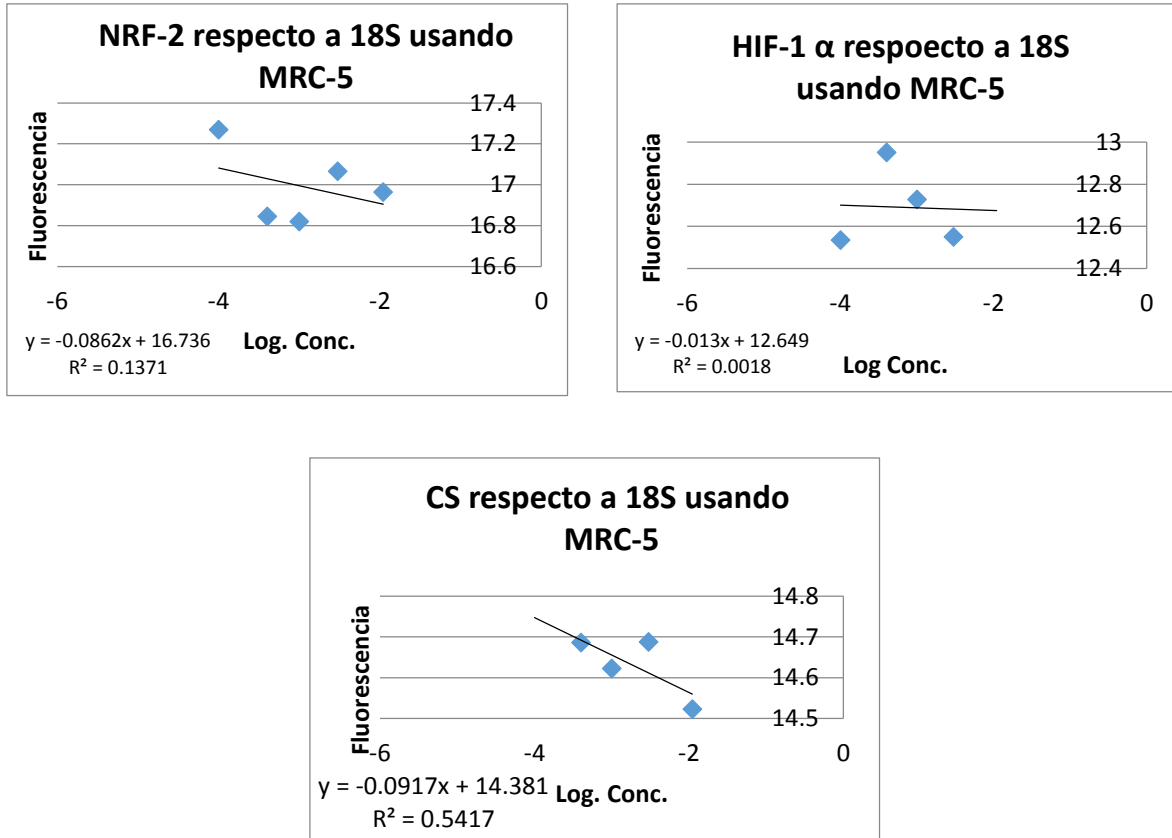 NRF-2 respecto a 18S usando
MRC-5
17.4
17.2
17
16.8
16.6
Fluorescencia
-6 -4 -2 0
y = -0.0862x + 16.736
R² = 0.1371
Log. Conc.
HIF-1 α respoecto a 18S
usando MRC-5
13
12.8
12.6
12.4
Fluorescencia
-6 -4 -2 0
y = -0.013x + 12.649
R² = 0.0018
Log Conc.
CS respecto a 18S usando
MRC-5
14.8
14.7
14.6
14.5
Fluorescencia
-6 -4 -2 0
y = -0.0917x + 14.381
R² = 0.5417
Log. Conc.